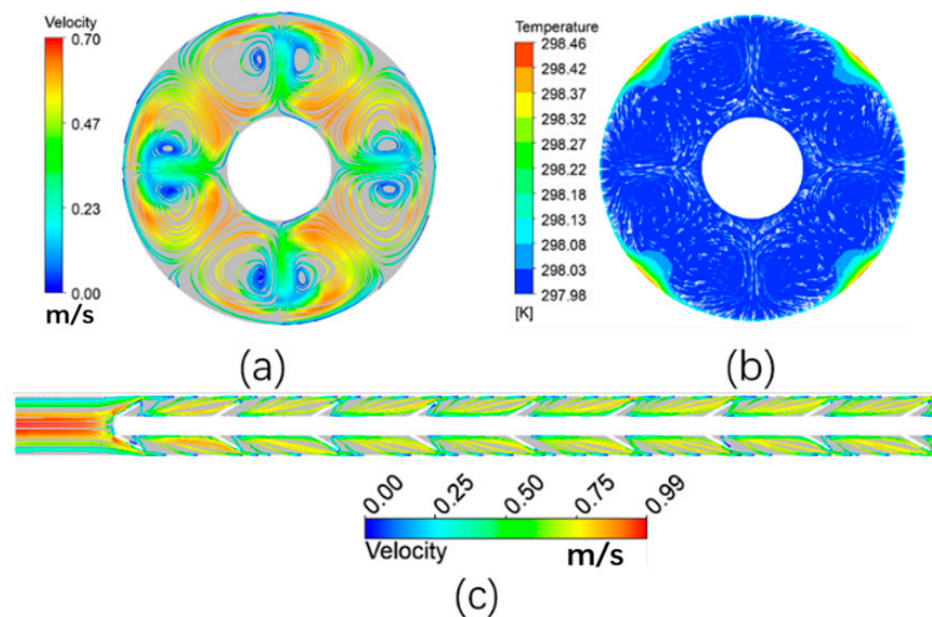 Velocity
0.70
0.47
0.23
0.00
m/s
(a)
Temperature
298.46
298.42
298.37
298.32
298.27
298.22
298.18
298.13
298.08
298.03
297.98
[K]
(b)
0.00
0.25
0.50
0.75
0.99
Velocity
m/s
(c)